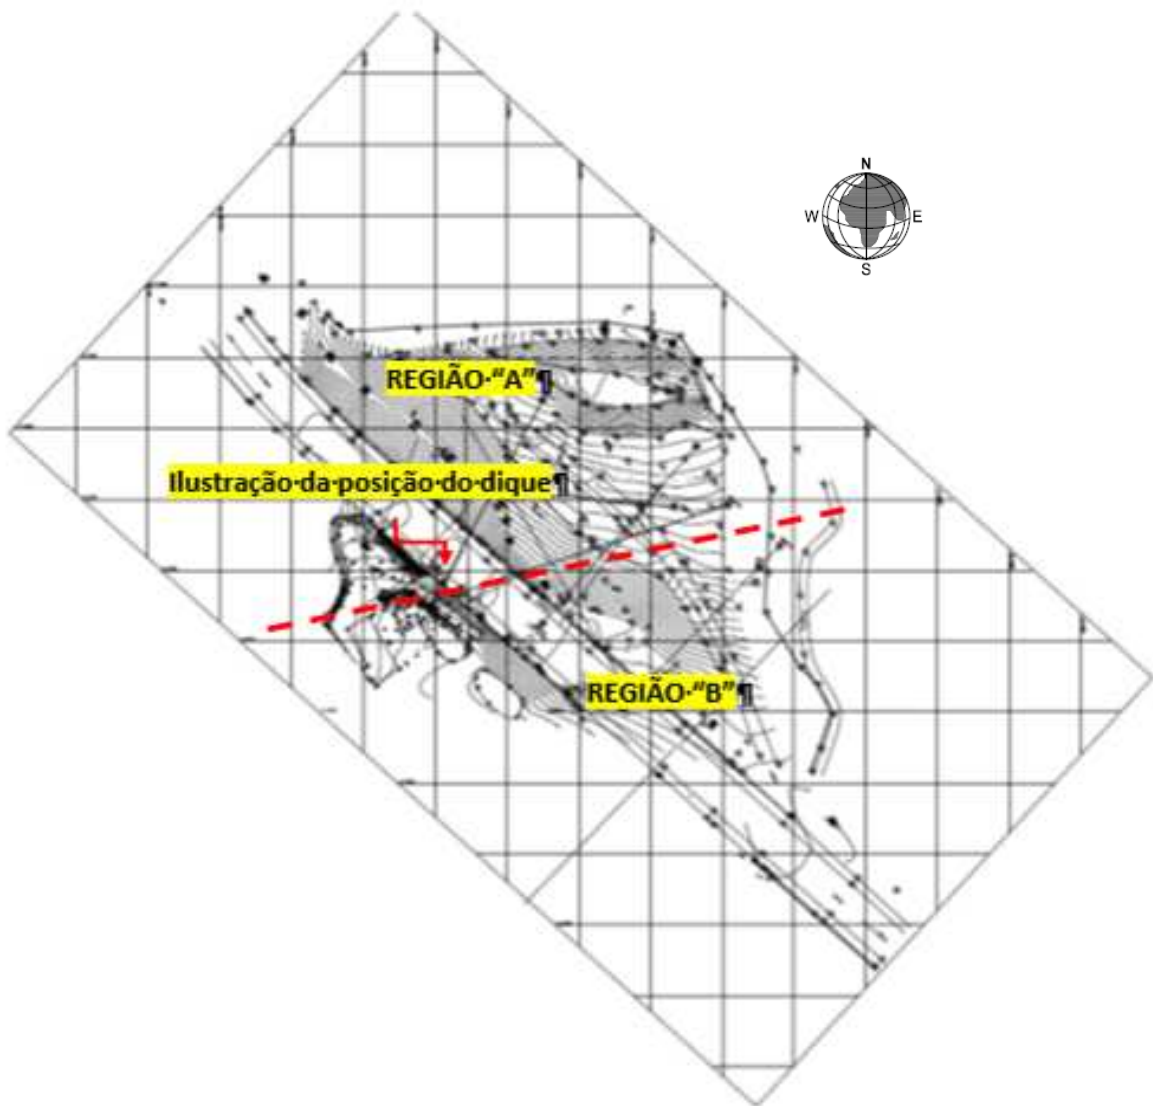 N
W E
S
REGIÃO·“A”¶
Ilustração·da·posição·do·dique¶
REGIÃO·“B”¶